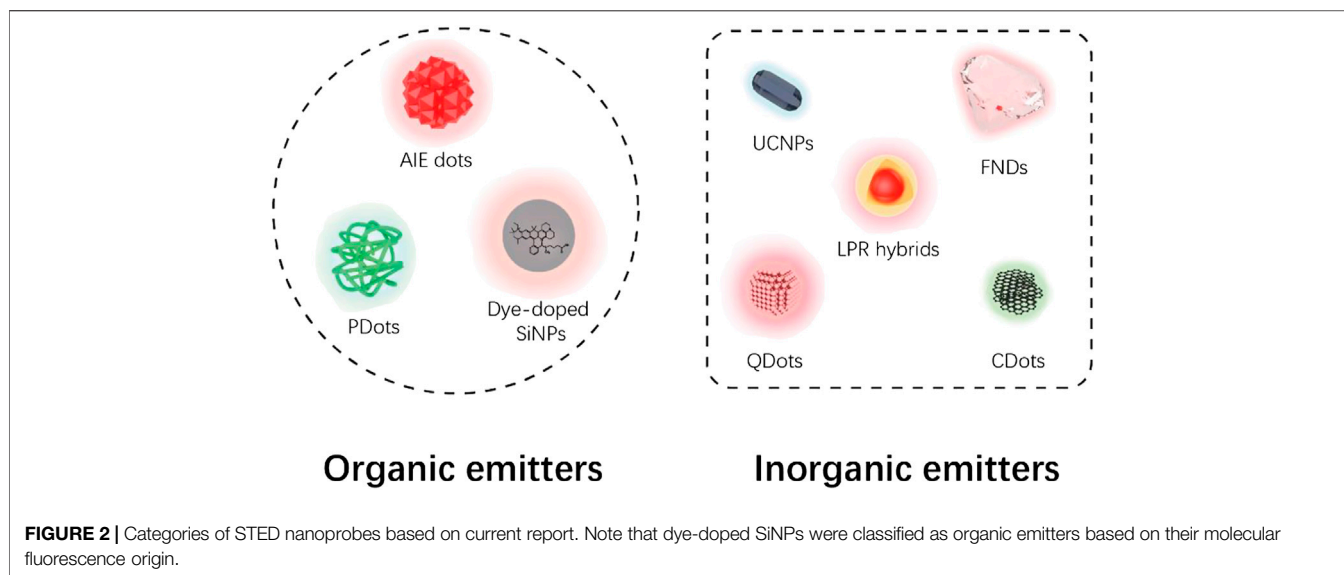 AIE dots
PDots
Dye-doped
SiNPs
Organic emitters
UCNPs
FNDs
LPR hybrids
QDots
CDots
Inorganic emitters
FIGURE 2 | Categories of STED nanoprobes based on current report. Note that dye-doped SiNPs were classified as organic emitters based on their molecular
fluorescence origin.